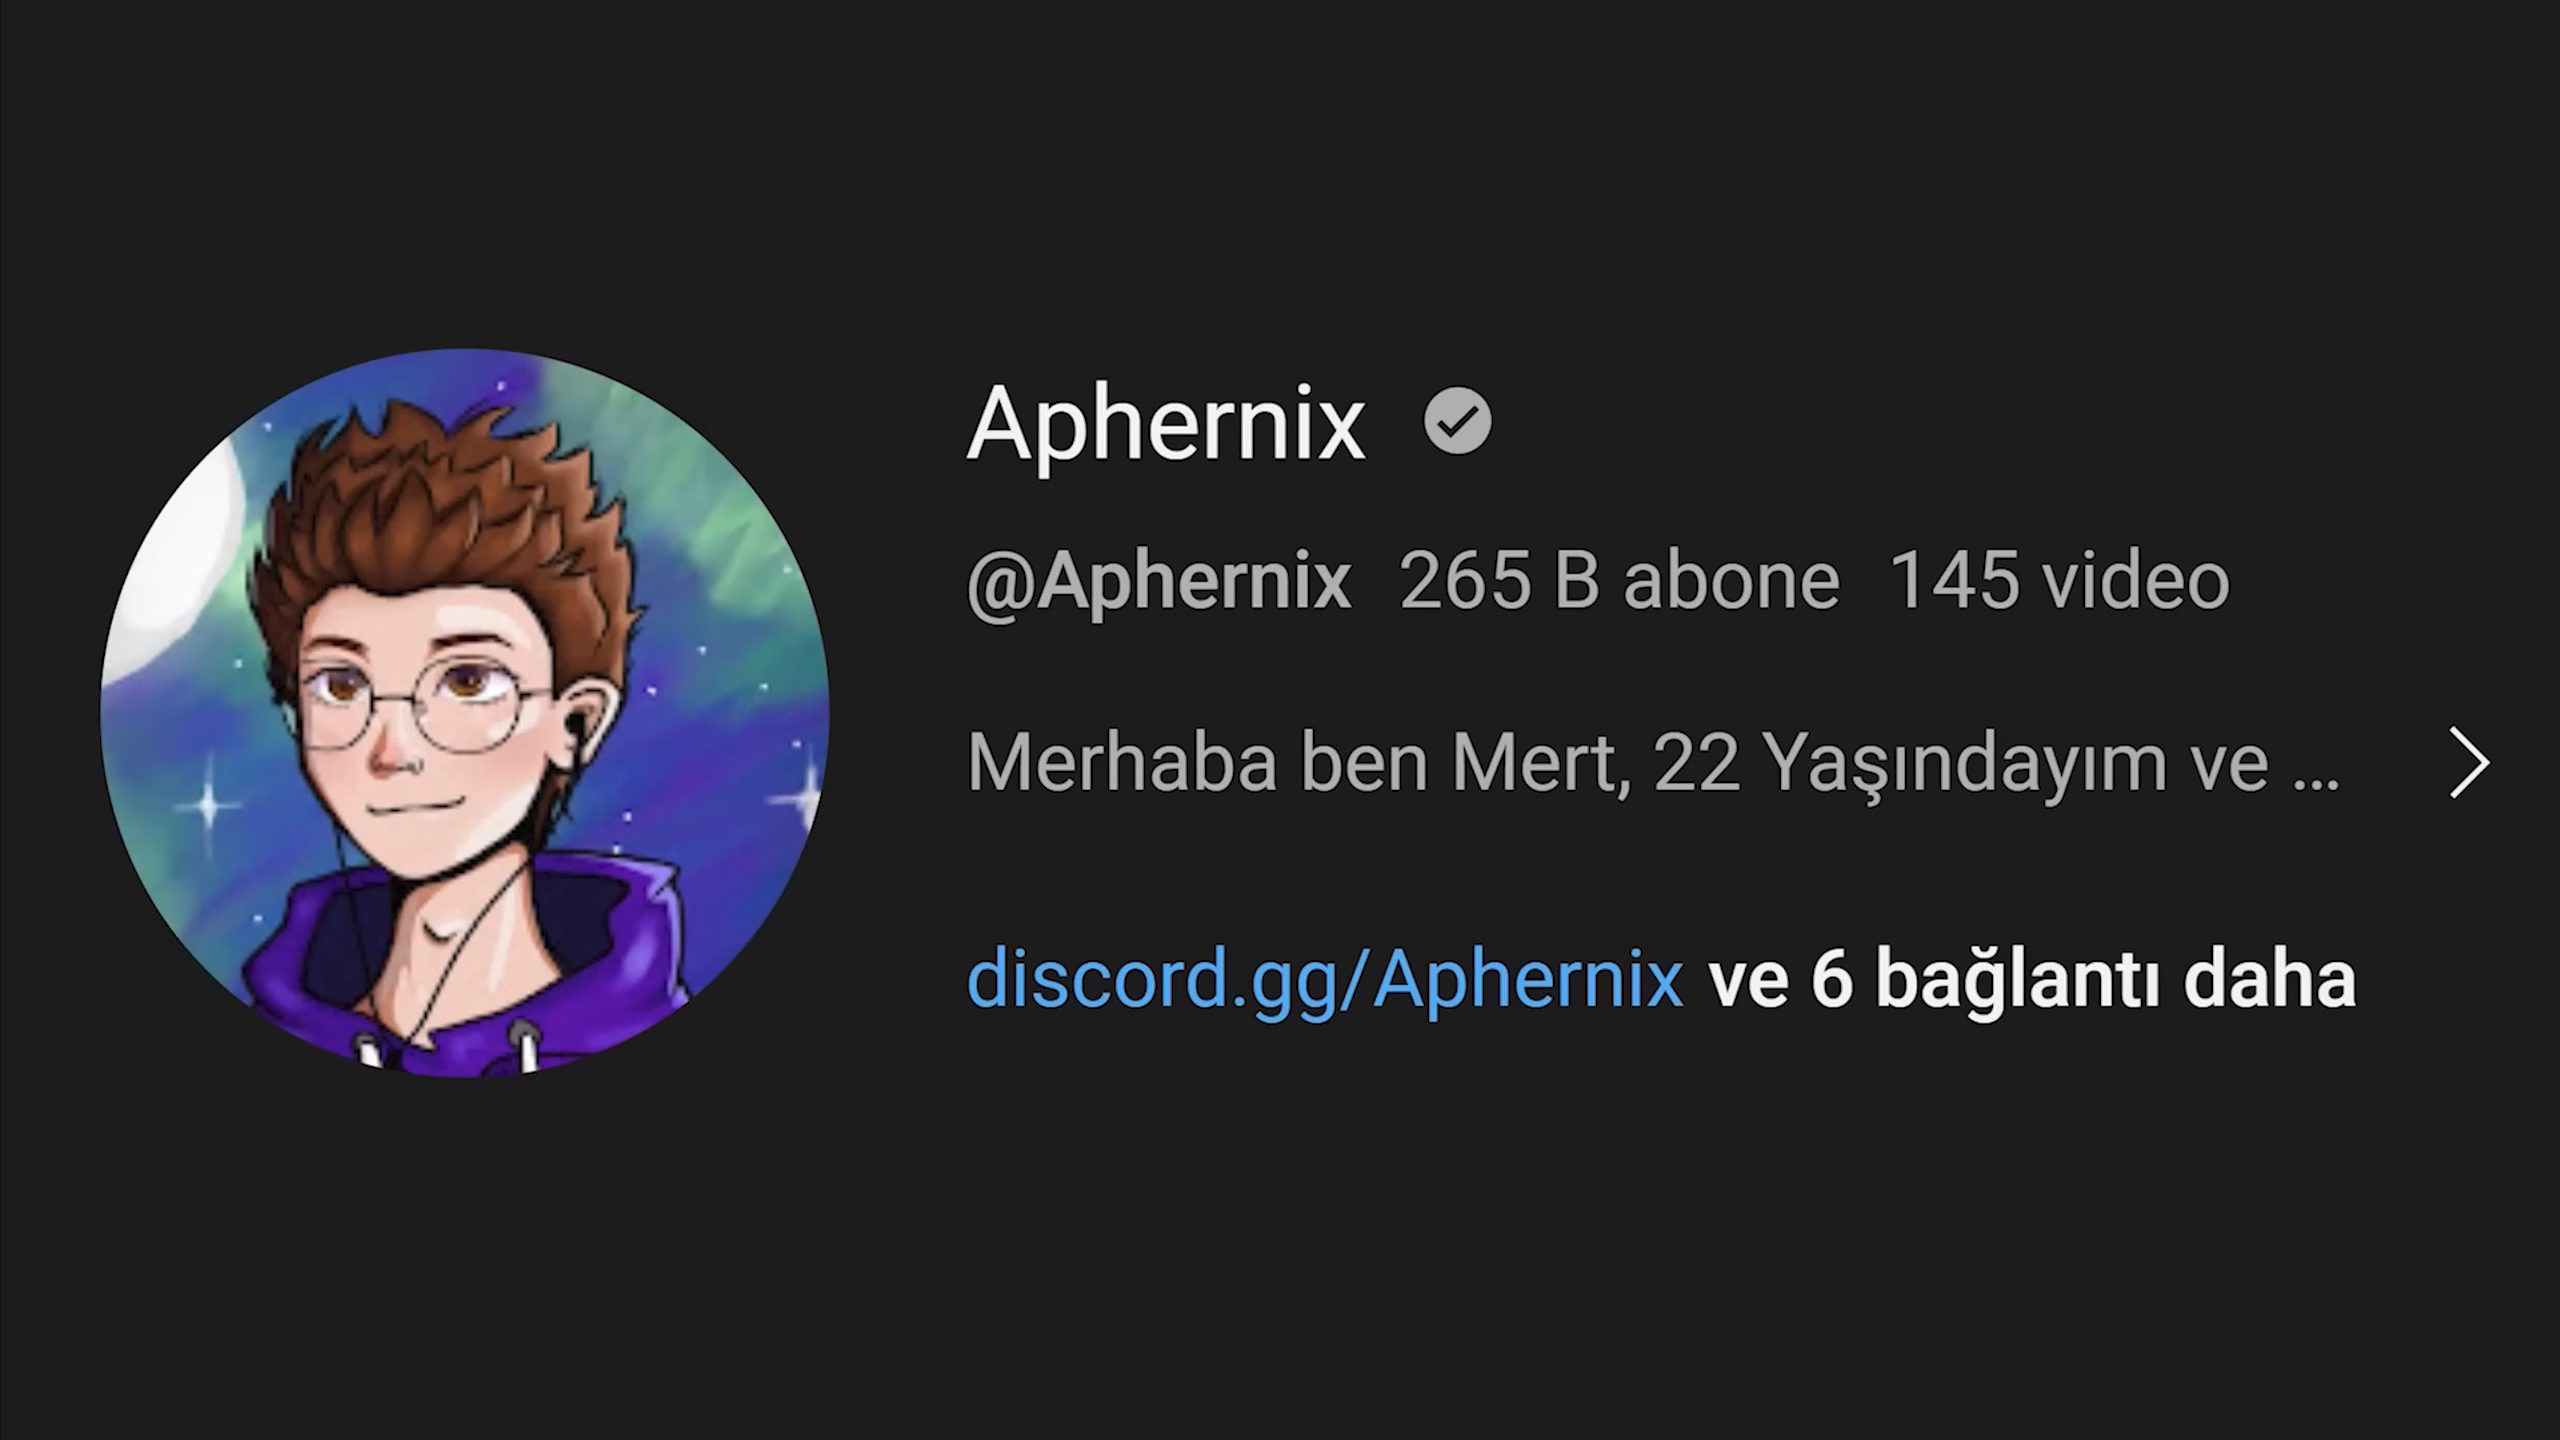 Aphernix
@Aphernix 265 B abone 145 video
Merhaba ben Mert, 22 Yaşındayım ve ...
discord.gg/Aphernix ve 6 bağlantı daha